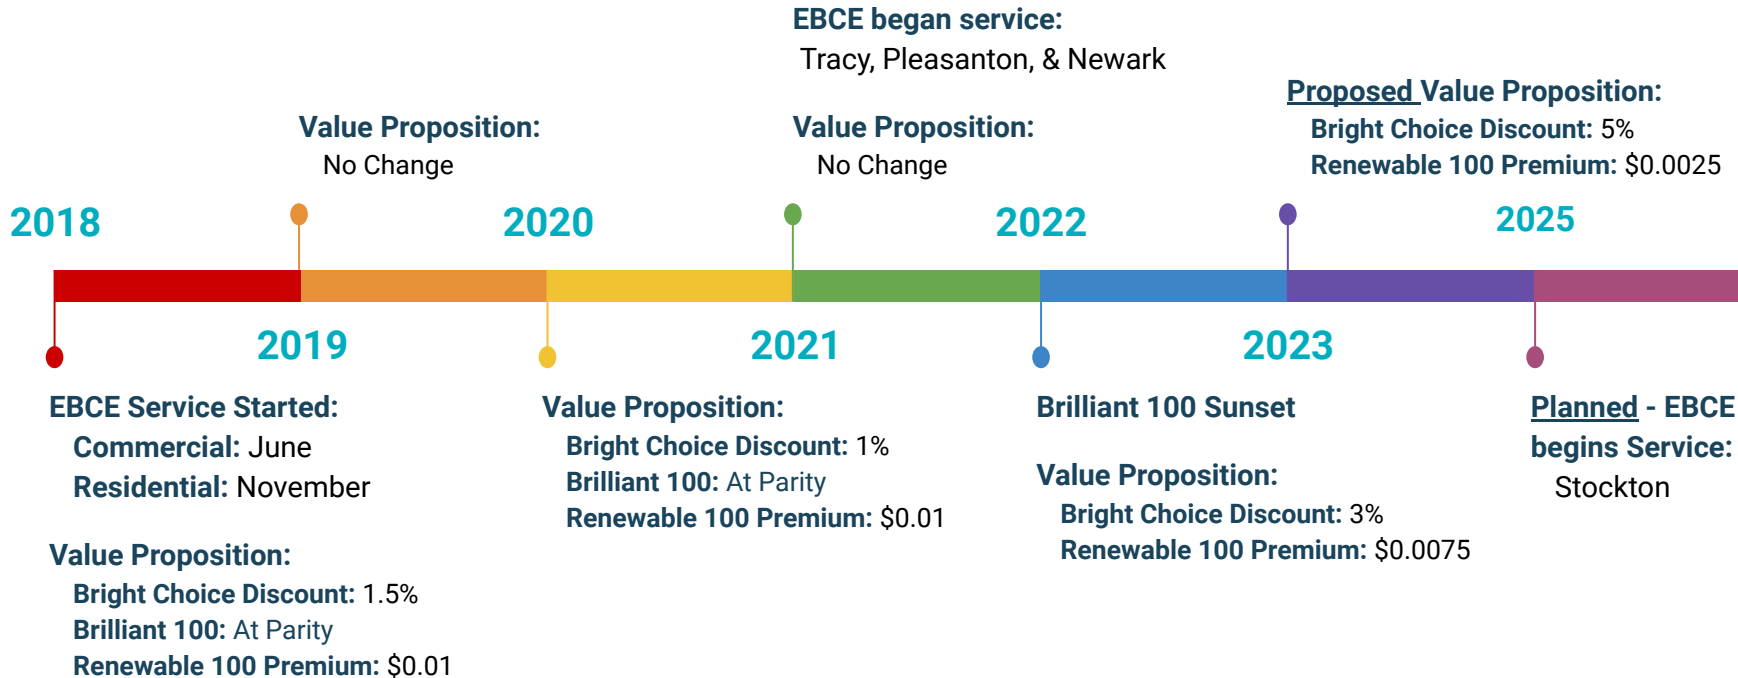 EBCE began service:
Tracy, Pleasanton, & Newark
Value Proposition:
No Change
Value Proposition:
No Change
Proposed Value Proposition:
Bright Choice Discount: 5%
Renewable 100 Premium: $0.0025
2018
2020
2022
2025
2019
2021
2023
EBCE Service Started:
Commercial: June
Residential: November
Value Proposition:
Bright Choice Discount: 1.5%
Brilliant 100: At Parity
Renewable 100 Premium: $0.01
Value Proposition:
Bright Choice Discount: 1%
Brilliant 100: At Parity
Renewable 100 Premium: $0.01
Brilliant 100 Sunset
Value Proposition:
Bright Choice Discount: 3%
Renewable 100 Premium: $0.0075
Planned - EBCE
begins Service:
Stockton